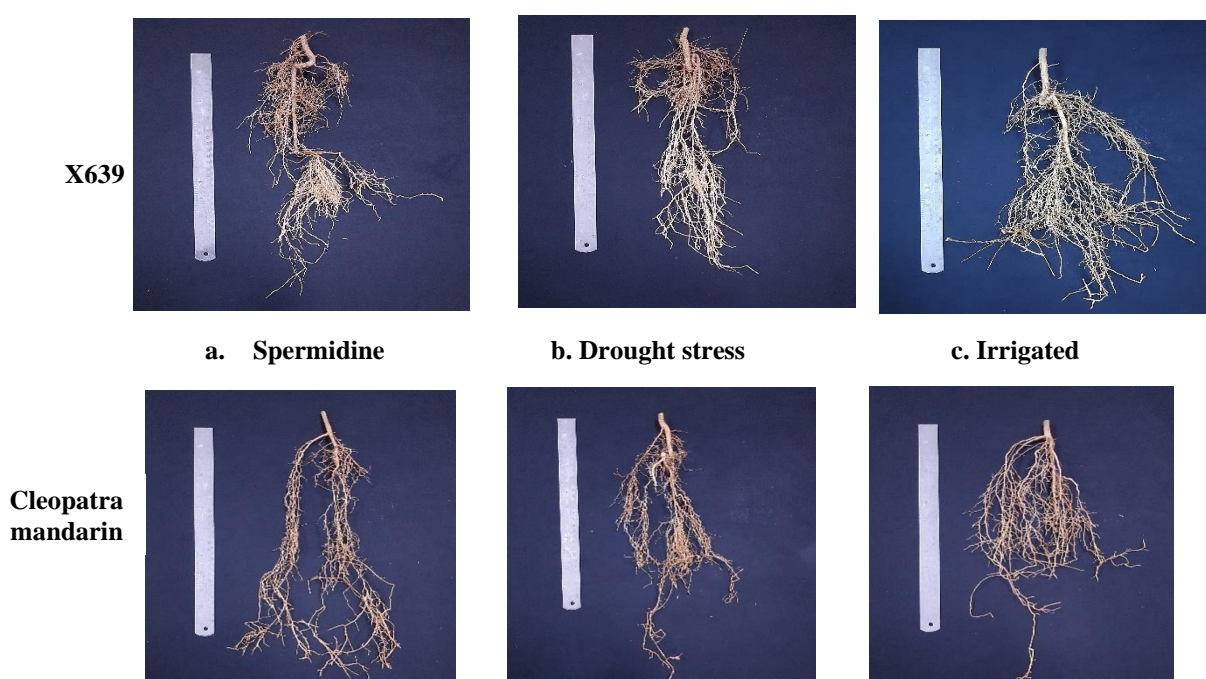 X639
a. Spermidine
b. Drought stress
c. Irrigated
Cleopatra
mandarin